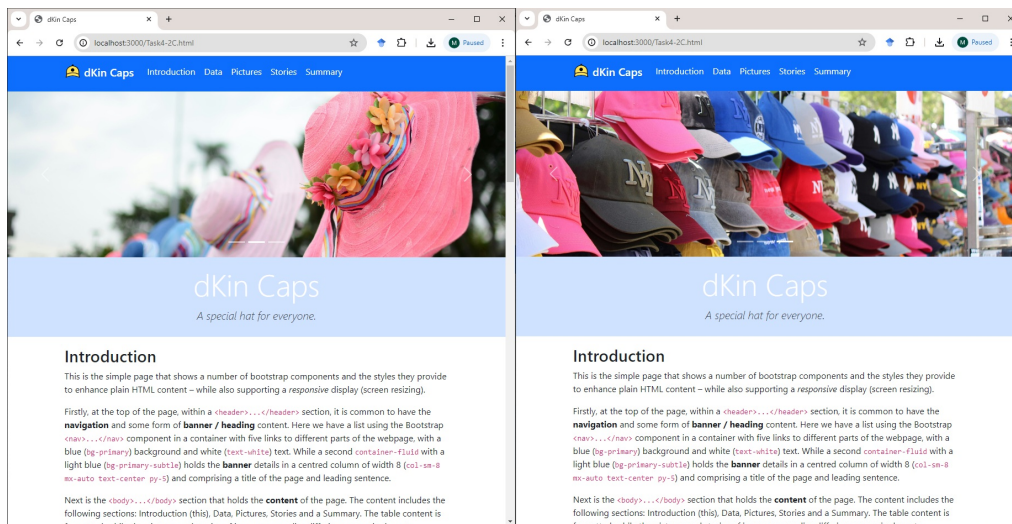 dKin Caps
localhost:3000/Task4-2C.html
M Paused
dKin Caps Introduction Data Pictures Stories Summary
dKin Caps
A special hat for everyone.
Introduction
This is the simple page that shows a number of bootstrap components and the styles they provide
to enhance plain HTML content – while also supporting a responsive display (screen resizing).
Firstly, at the top of the page, within a <header>...</header> section, it is common to have the
navigation and some form of banner / heading content. Here we have a list using the Bootstrap
<nav>...</nav> component in a container with five links to different parts of the webpage, with a
blue (bg-primary) background and white (text-white) text. While a second container-fluid with a
light blue (bg-primary-subtle) holds the banner details in a centred column of width 8 (col-sm-8
mx-auto text-center py-5) and comprising a title of the page and leading sentence.
Next is the <body>...</body> section that holds the content of the page. The content includes the
following sections: Introduction (this), Data, Pictures, Stories and a Summary. The table content is
dKin Caps
localhost:3000/Task4-2C.html
M Paused
dKin Caps Introduction Data Pictures Stories Summary
NY
dKin Caps
A special hat for everyone.
Introduction
This is the simple page that shows a number of bootstrap components and the styles they provide
to enhance plain HTML content – while also supporting a responsive display (screen resizing).
Firstly, at the top of the page, within a <header>...</header> section, it is common to have the
navigation and some form of banner / heading content. Here we have a list using the Bootstrap
<nav>...</nav> component in a container with five links to different parts of the webpage, with a
blue (bg-primary) background and white (text-white) text. While a second container-fluid with a
light blue (bg-primary-subtle) holds the banner details in a centred column of width 8 (col-sm-8
mx-auto text-center py-5) and comprising a title of the page and leading sentence.
Next is the <body>...</body> section that holds the content of the page. The content includes the
following sections: Introduction (this), Data, Pictures, Stories and a Summary. The table content is